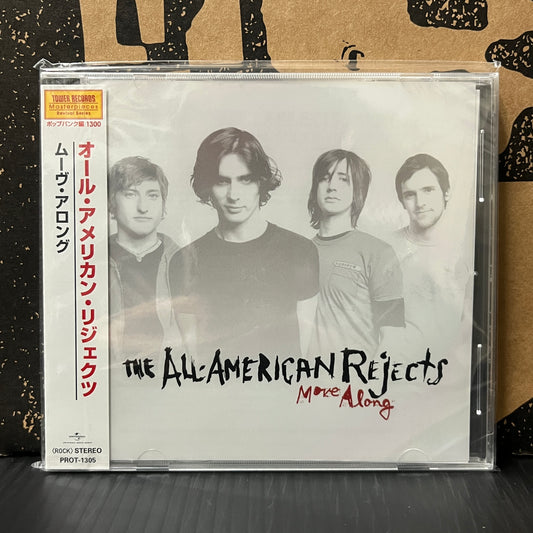 TOWER RECORDS
Masterpieces
Revival Series
ポップパンク編 1300
オール・アメリカン・リジェクツ
ムーヴ・アロング
THE ALL-AMERICAN REJECTS
Move Along
(ROCK) STEREO
PROT-1305